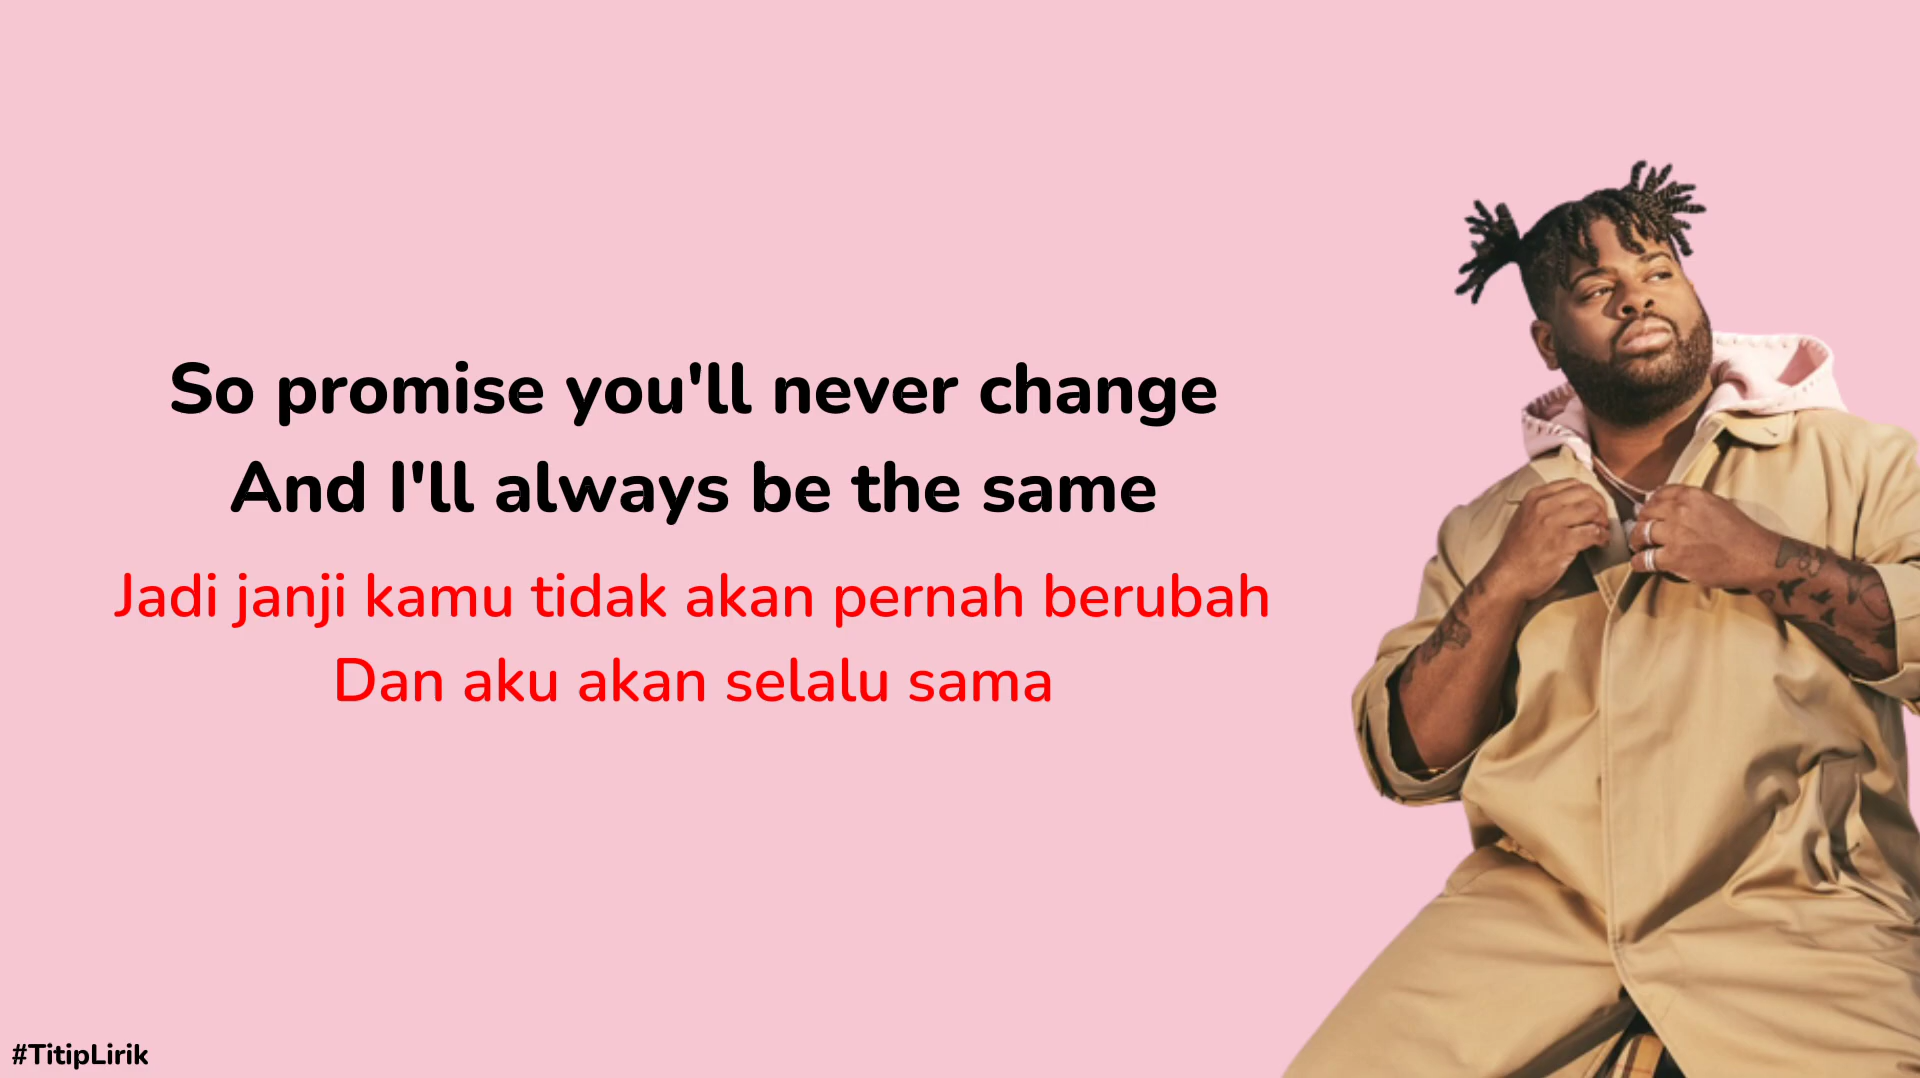 So promise you'll never change
And I'll always be the same
Jadi janji kamu tidak akan pernah berubah
Dan aku akan selalu sama
#TitipLirik